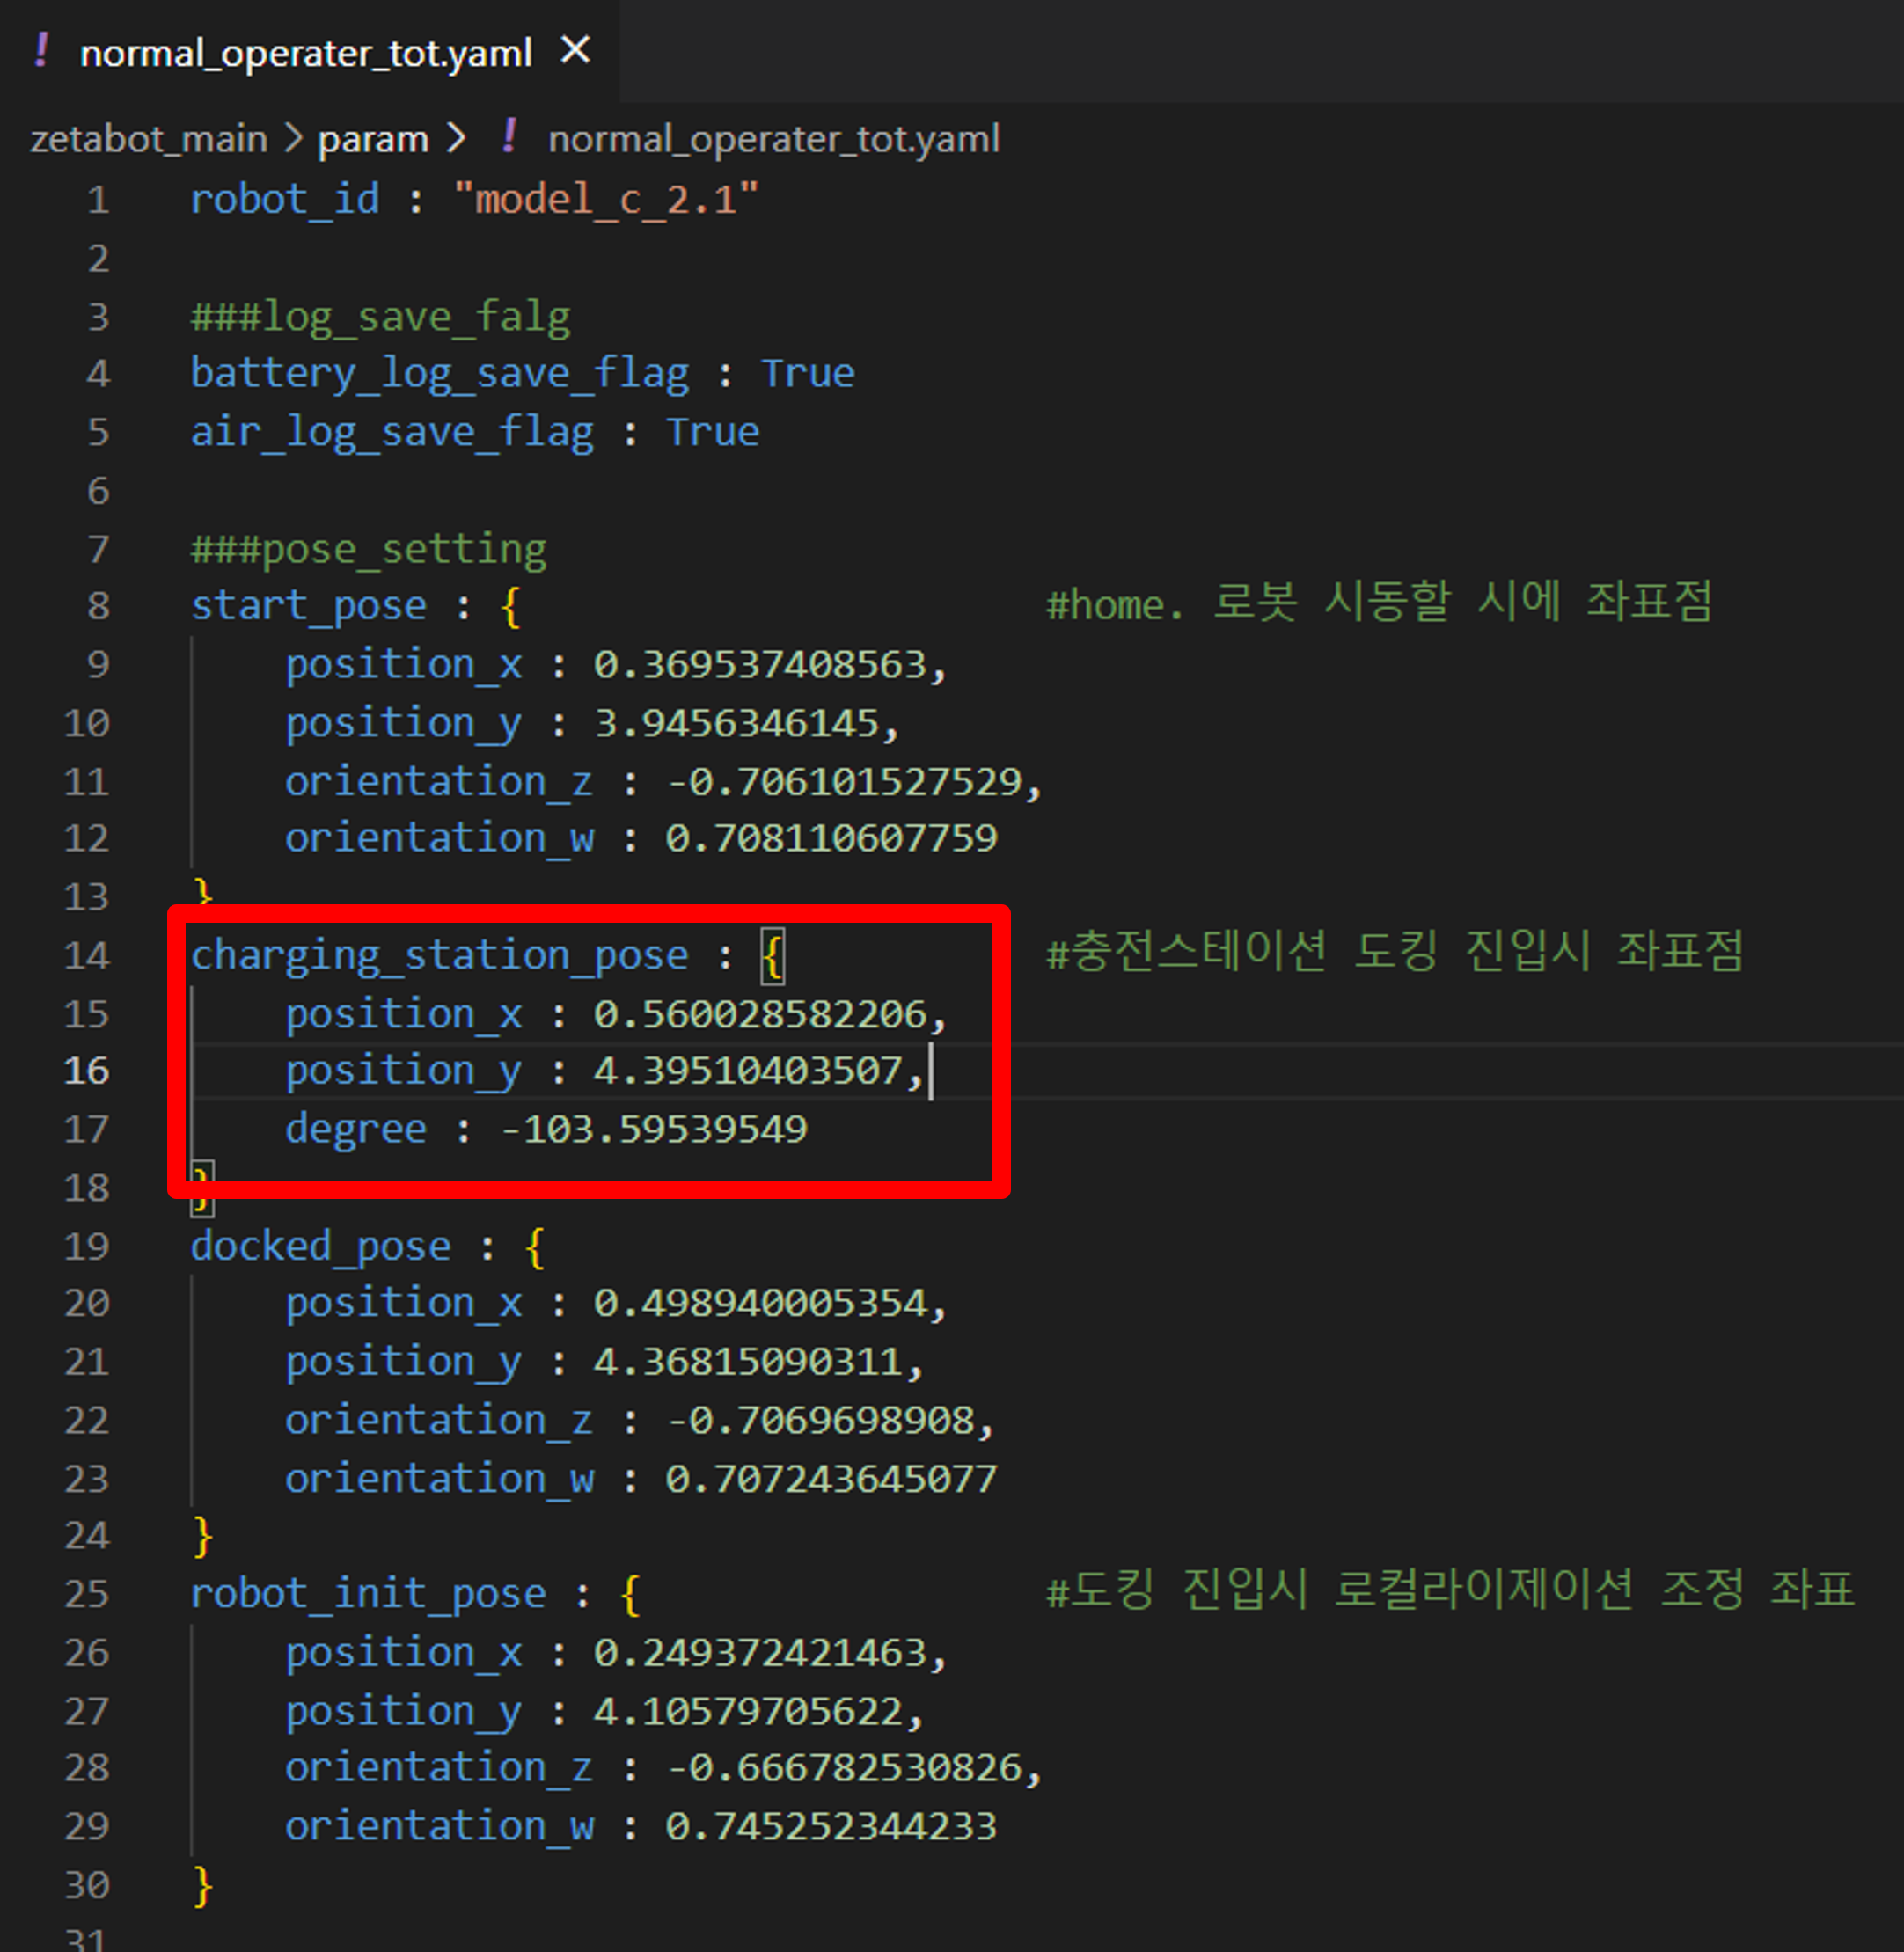 ! normal_operater_tot.yaml ×
zetabot_main > param > ! normal_operater_tot.yaml
1 robot_id : "model_c_2.1"
2
3 ###log_save_falg
4 battery_log_save_flag : True
5 air_log_save_flag : True
6
7 ###pose_setting
8 start_pose : { #home. 로봇 시동할 시에 좌표점
9 position_x : 0.369537408563,
10 position_y : 3.9456346145,
11 orientation_z : -0.706101527529,
12 orientation_w : 0.708110607759
13 }
14 charging_station_pose : { #충전스테이션 도킹 진입시 좌표점
15 position_x : 0.560028582206,
16 position_y : 4.39510403507,
17 degree : -103.59539549
18 }
19 docked_pose : {
20 position_x : 0.498940005354,
21 position_y : 4.36815090311,
22 orientation_z : -0.7069698908,
23 orientation_w : 0.707243645077
24 }
25 robot_init_pose : { #도킹 진입시 로컬라이제이션 조정 좌표
26 position_x : 0.249372421463,
27 position_y : 4.10579705622,
28 orientation_z : -0.666782530826,
29 orientation_w : 0.745252344233
30 }
31